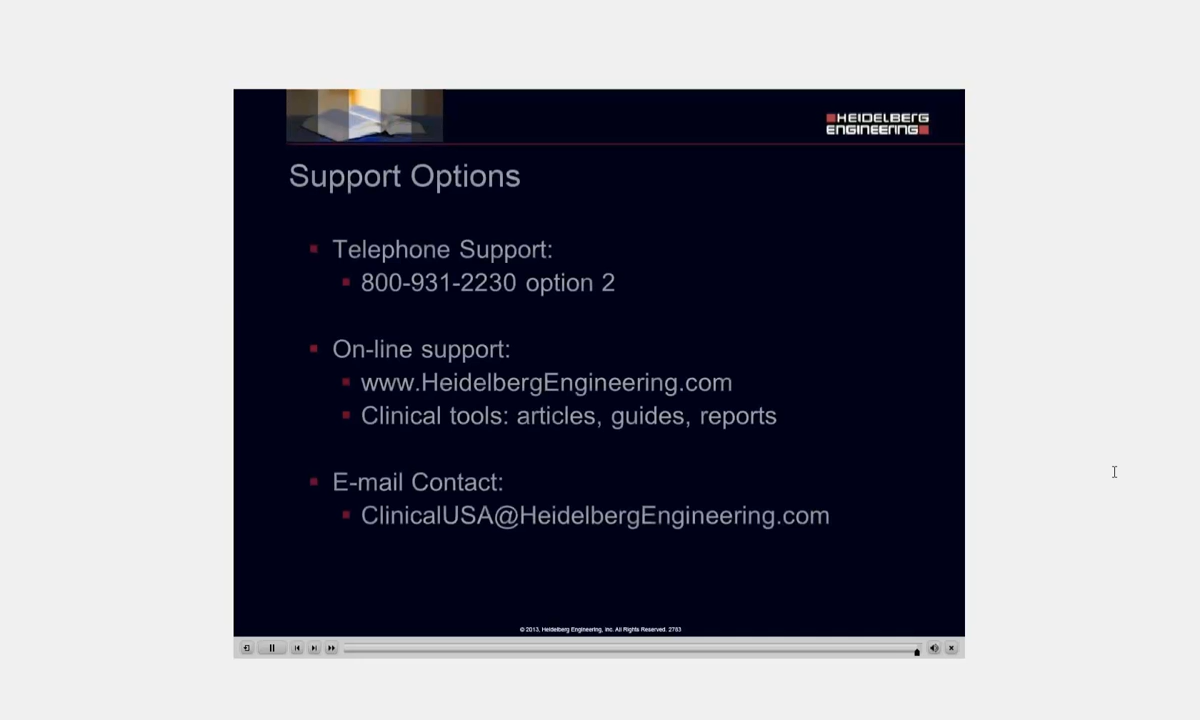 HEIDELBERG
ENGINEERING
Support Options
Telephone Support:
800-931-2230 option 2
On-line support:
www.HeidelbergEngineering.com
Clinical tools: articles, guides, reports
E-mail Contact:
ClinicalUSA@HeidelbergEngineering.com
© 2013, Heidelberg Engineering, Inc. All Rights Reserved. 2763